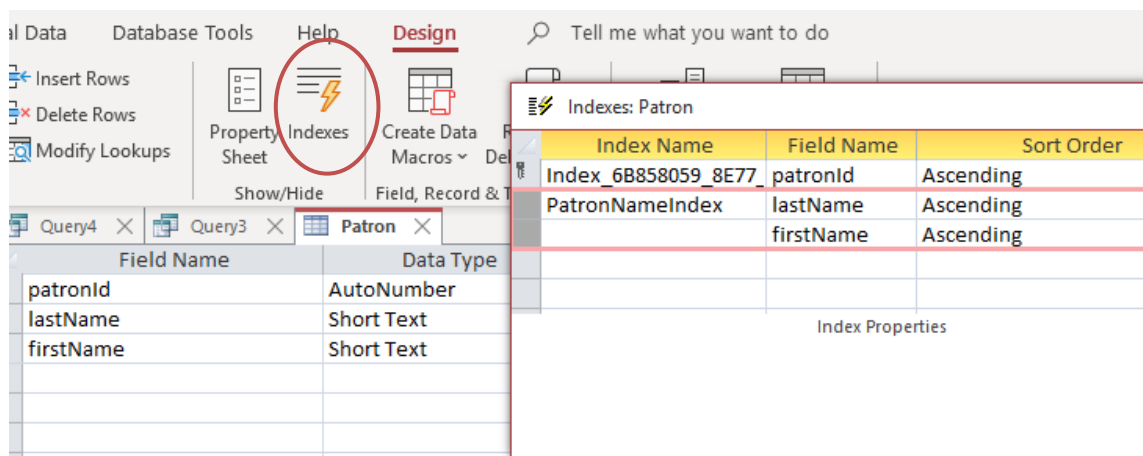 al Data Database Tools Help Design Tell me what you want to do
Insert Rows
Delete Rows
Modify Lookups
Property Sheet
Indexes
Create Data Macros
Show/Hide
Field, Record & T
Query4 Query3 Patron
Field Name Data Type
patronId AutoNumber
lastName Short Text
firstName Short Text
Indexes: Patron
Index Name Field Name Sort Order
Index_6B858059_8E77_ patronId Ascending
PatronNameIndex lastName Ascending
firstName Ascending
Index Properties